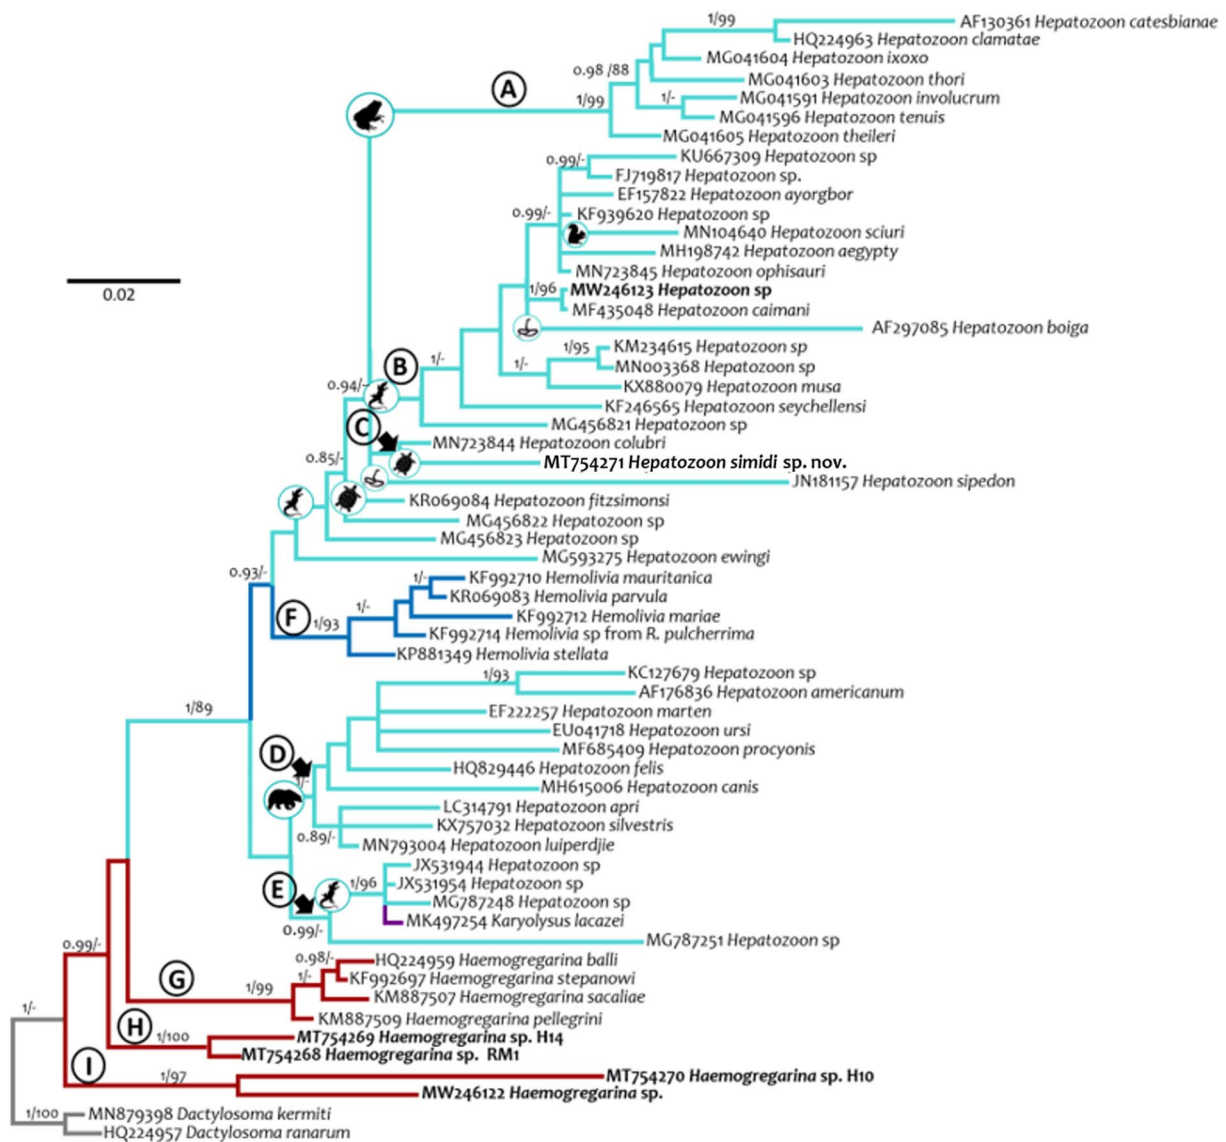 1/99
AF130361 Hepatozoon catesbianae
HQ224963 Hepatozoon clamatae
MG041604 Hepatozoon ixoxo
0.98 /88
MG041603 Hepatozoon thori
A
1/99
1/-
MG041591 Hepatozoon involucrum
MG041596 Hepatozoon tenuis
MG041605 Hepatozoon theileri
0.99/-
KU667309 Hepatozoon sp
FJ719817 Hepatozoon sp.
EF157822 Hepatozoon ayorgbor
0.99/-
KF939620 Hepatozoon sp
MN104640 Hepatozoon sciuri
MH198742 Hepatozoon aegypty
MN723845 Hepatozoon ophisauri
0.02
1/96
MW246123 Hepatozoon sp
MF435048 Hepatozoon caimani
AF297085 Hepatozoon boiga
1/95
KM234615 Hepatozoon sp
B
1/-
1/-
MN003368 Hepatozoon sp
0.94/-
KX880079 Hepatozoon musa
KF246565 Hepatozoon seychellensi
C
MG456821 Hepatozoon sp
MN723844 Hepatozoon colubri
0.85/-
MT754271 Hepatozoon simidi sp. nov.
JN181157 Hepatozoon sipedon
KR069084 Hepatozoon fitzsimonsi
MG456822 Hepatozoon sp
MG456823 Hepatozoon sp
MG593275 Hepatozoon ewingi
0.93/-
1/-
KF992710 Hemolivia mauritanica
KR069083 Hemolivia parvula
F
1/93
1/-
KF992712 Hemolivia mariae
KF992714 Hemolivia sp from R. pulcherrima
KP881349 Hemolivia stellata
1/93
KC127679 Hepatozoon sp
AF176836 Hepatozoon americanum
1/89
EF222257 Hepatozoon marten
EU041718 Hepatozoon ursi
D
MF685409 Hepatozoon procyonis
HQ829446 Hepatozoon felis
1/-
MH615006 Hepatozoon canis
LC314791 Hepatozoon apri
KX757032 Hepatozoon silvestris
0.89/-
MN793004 Hepatozoon luiperdjie
JX531944 Hepatozoon sp
E
1/96
JX531954 Hepatozoon sp
MG787248 Hepatozoon sp
MK497254 Karyolysus lacazei
0.99/-
MG787251 Hepatozoon sp
0.99/-
0.98/-
HQ224959 Haemogregarina balli
G
1/99
1/-
KF992697 Haemogregarina stepanowi
KM887507 Haemogregarina sacaliae
1/-
KM887509 Haemogregarina pellegrini
H
1/100
MT754269 Haemogregarina sp. H14
MT754268 Haemogregarina sp. RM1
I
1/97
MT754270 Haemogregarina sp. H10
MW246122 Haemogregarina sp.
1/100
MN879398 Dactylosoma kermiti
HQ224957 Dactylosoma ranarum